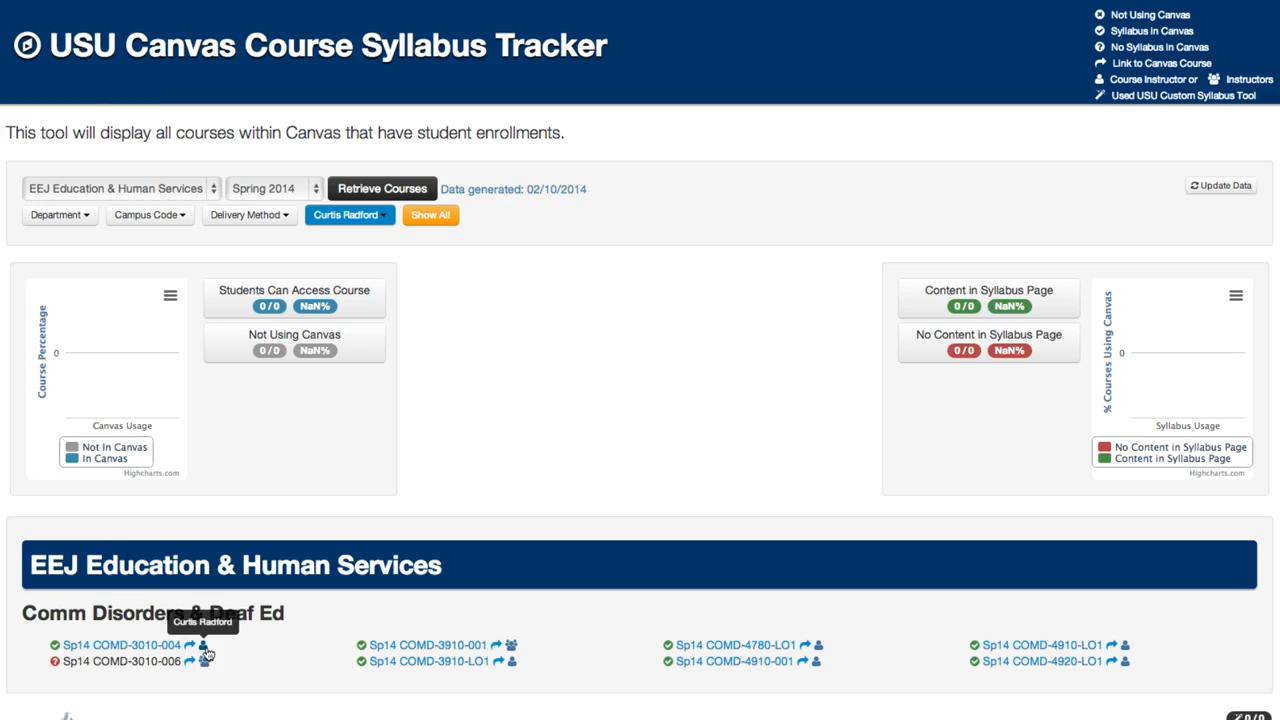 USU Canvas Course Syllabus Tracker
Not Using Canvas
Syllabus in Canvas
No Syllabus in Canvas
Link to Canvas Course
Course Instructor or Instructors
Used USU Custom Syllabus Tool
This tool will display all courses within Canvas that have student enrollments.
EEJ Education & Human Services Spring 2014 Retrieve Courses Data generated: 02/10/2014 Update Data
Department Campus Code Delivery Method Curtis Radford Show All
Students Can Access Course
0/0 NaN%
Not Using Canvas
0/0 NaN%
Course Percentage
0
Canvas Usage
Not In Canvas
In Canvas
Highcharts.com
Content in Syllabus Page
0/0 NaN%
No Content in Syllabus Page
0/0 NaN%
% Courses Using Canvas
0
Syllabus Usage
No Content in Syllabus Page
Content in Syllabus Page
Highcharts.com
EEJ Education & Human Services
Comm Disorders & Deaf Ed
Curtis Radford
Sp14 COMD-3010-004 Sp14 COMD-3910-001 Sp14 COMD-4780-LO1 Sp14 COMD-4910-LO1
Sp14 COMD-3010-006 Sp14 COMD-3910-LO1 Sp14 COMD-4910-001 Sp14 COMD-4920-LO1
0/0